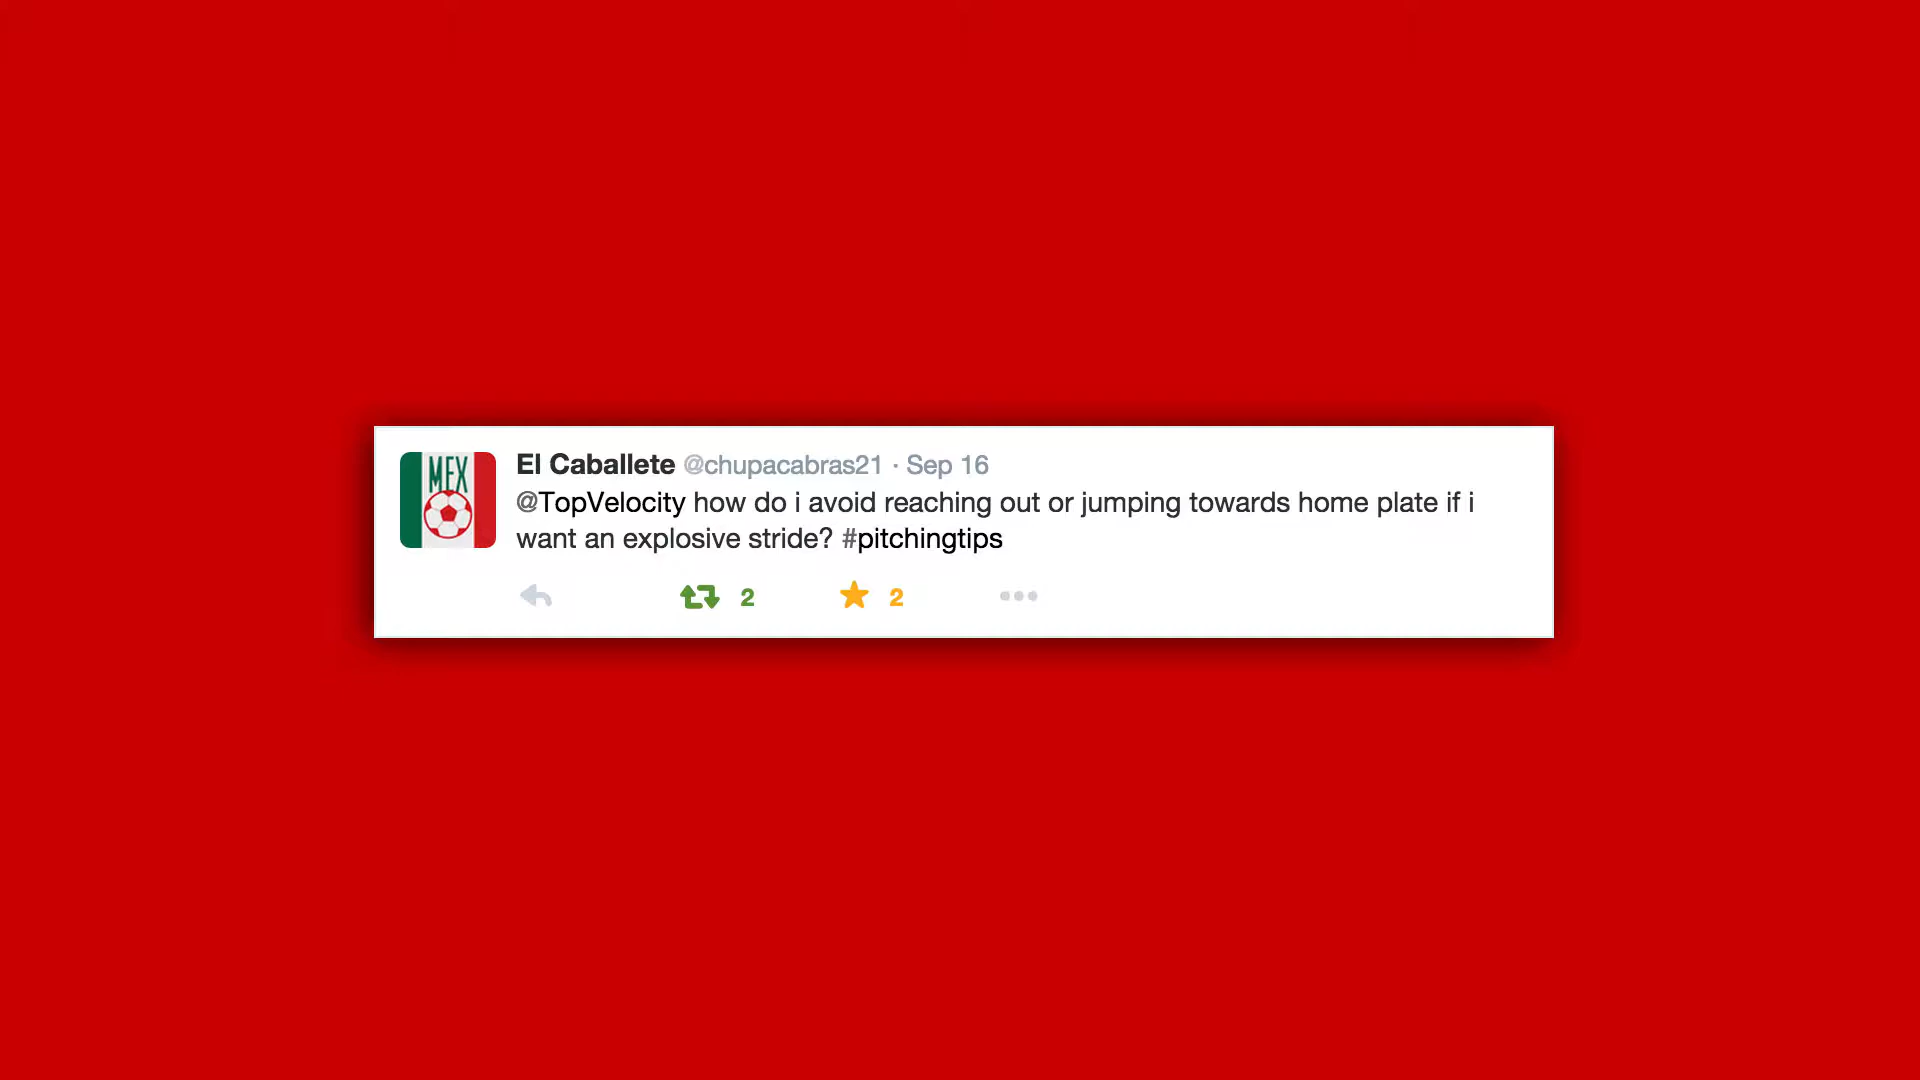 MEX
El Caballete @chupacabras21 · Sep 16
@TopVelocity how do i avoid reaching out or jumping towards home plate if i
want an explosive stride? #pitchingtips
2 2